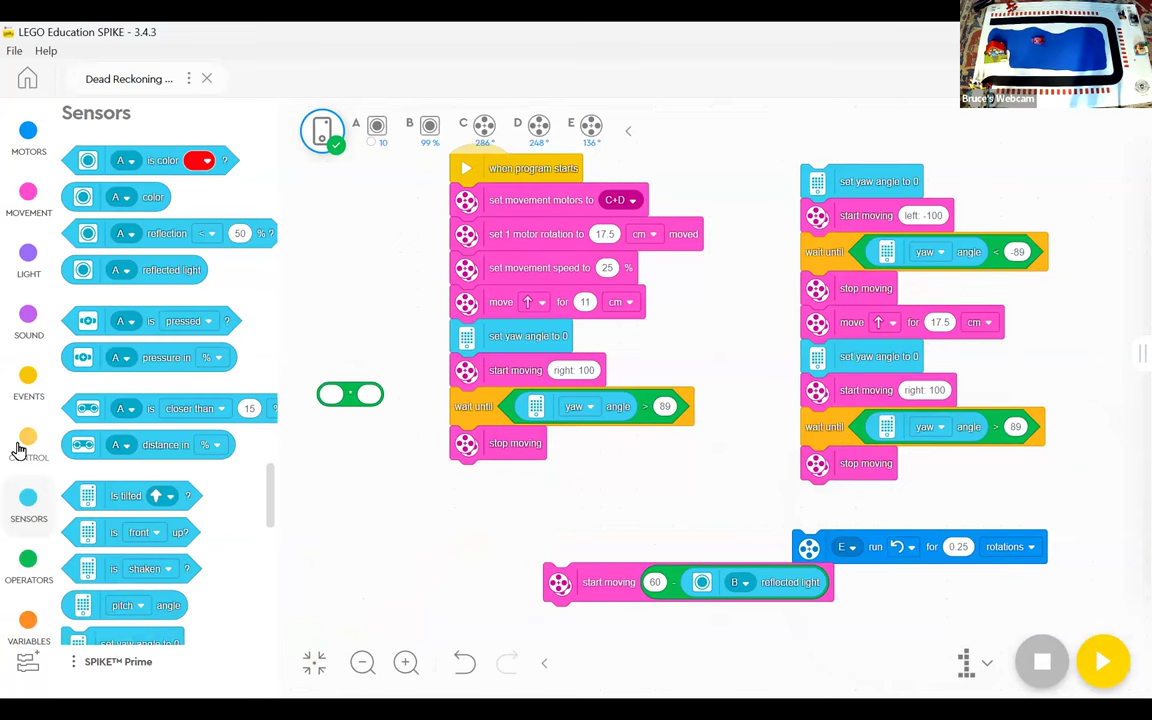 LEGO Education SPIKE - 3.4.3
File Help
Dead Reckoning ...
Bruce's Webcam
Sensors
A is color ?
A color
A reflection < 50 % ?
A reflected light
A is pressed ?
A pressure in %
A is closer than 15 %
A distance in %
is tilted ?
is front up?
is shaken ?
pitch angle
set yaw angle to 0
MOTORS
MOVEMENT
LIGHT
SOUND
EVENTS
CONTROL
SENSORS
OPERATORS
VARIABLES
SPIKE™ Prime
A B C D E
10 99 % 286 ° 248 ° 136 °
when program starts
set movement motors to C+D
set 1 motor rotation to 17.5 cm moved
set movement speed to 25 %
move for 11 cm
set yaw angle to 0
start moving right: 100
wait until yaw angle > 89
stop moving
set yaw angle to 0
start moving left: -100
wait until yaw angle < -89
stop moving
move for 17.5 cm
set yaw angle to 0
start moving right: 100
wait until yaw angle > 89
stop moving
E run for 0.25 rotations
start moving 60 - B reflected light
1